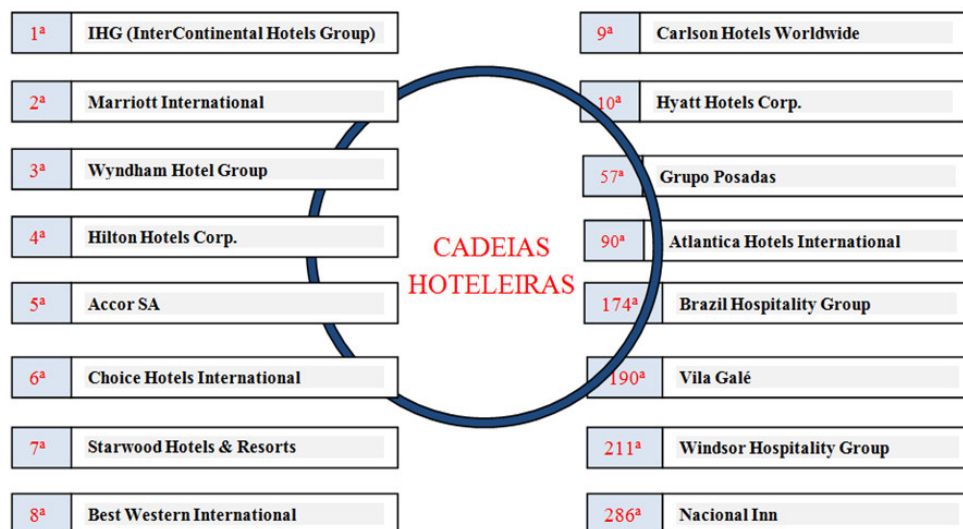 1ª IHG (InterContinental Hotels Group)
2ª Marriott International
3ª Wyndham Hotel Group
4ª Hilton Hotels Corp.
5ª Accor SA
6ª Choice Hotels International
7ª Starwood Hotels & Resorts
8ª Best Western International
CADEIAS
HOTELEIRAS
9ª Carlson Hotels Worldwide
10ª Hyatt Hotels Corp.
57ª Grupo Posadas
90ª Atlantica Hotels International
174ª Brazil Hospitality Group
190ª Vila Galé
211ª Windsor Hospitality Group
286ª Nacional Inn